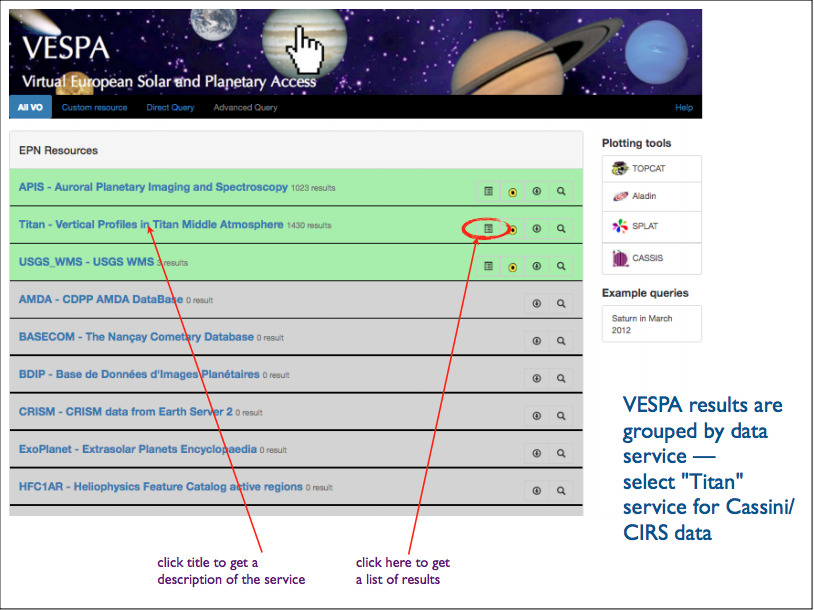 VESPA
Virtual European Solar and Planetary Access
All VO Custom resource Direct Query Advanced Query Help
EPN Resources
APIS - Auroral Planetary Imaging and Spectroscopy 1023 results
Titan - Vertical Profiles in Titan Middle Atmosphere 1430 results
USGS_WMS - USGS WMS 3 results
AMDA - CDPP AMDA DataBase 0 result
BASECOM - The Nançay Cometary Database 0 result
BDIP - Base de Données d'Images Planétaires 0 result
CRISM - CRISM data from Earth Server 2 0 result
ExoPlanet - Extrasolar Planets Encyclopaedia 0 result
HFC1AR - Heliophysics Feature Catalog active regions 0 result
Plotting tools
TOPCAT
Aladin
SPLAT
CASSIS
Example queries
Saturn in March
2012
VESPA results are
grouped by data
service —
select "Titan"
service for Cassini/
CIRS data
click title to get a
description of the service
click here to get
a list of results